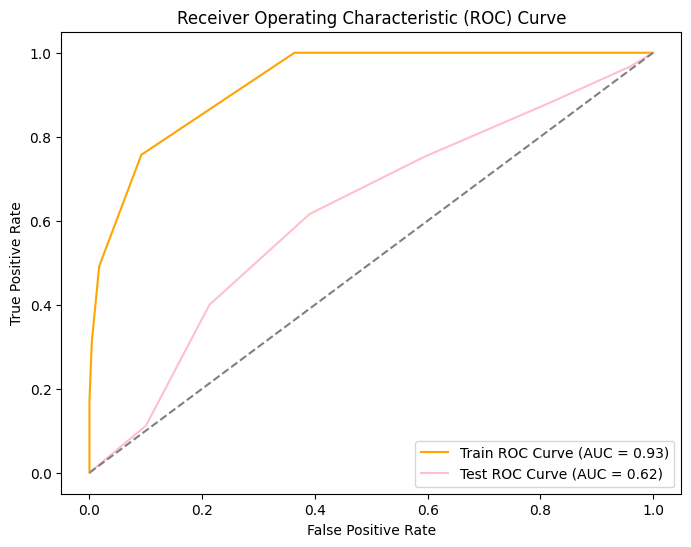 Receiver Operating Characteristic (ROC) Curve
True Positive Rate
1.0
0.8
0.6
0.4
0.2
0.0
Train ROC Curve (AUC = 0.93)
Test ROC Curve (AUC = 0.62)
0.0 0.2 0.4 0.6 0.8 1.0
False Positive Rate